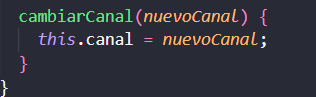 cambiarCanal(nuevoCanal) {
this.canal = nuevoCanal;
}
}